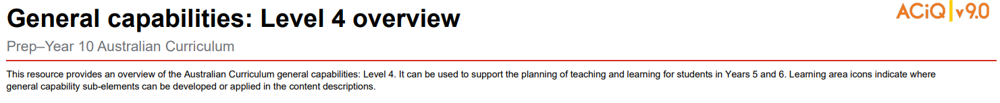 General capabilities: Level 4 overview
ACiQ v9.0
Prep–Year 10 Australian Curriculum
This resource provides an overview of the Australian Curriculum general capabilities: Level 4. It can be used to support the planning of teaching and learning for students in Years 5 and 6. Learning area icons indicate where
general capability sub-elements can be developed or applied in the content descriptions.